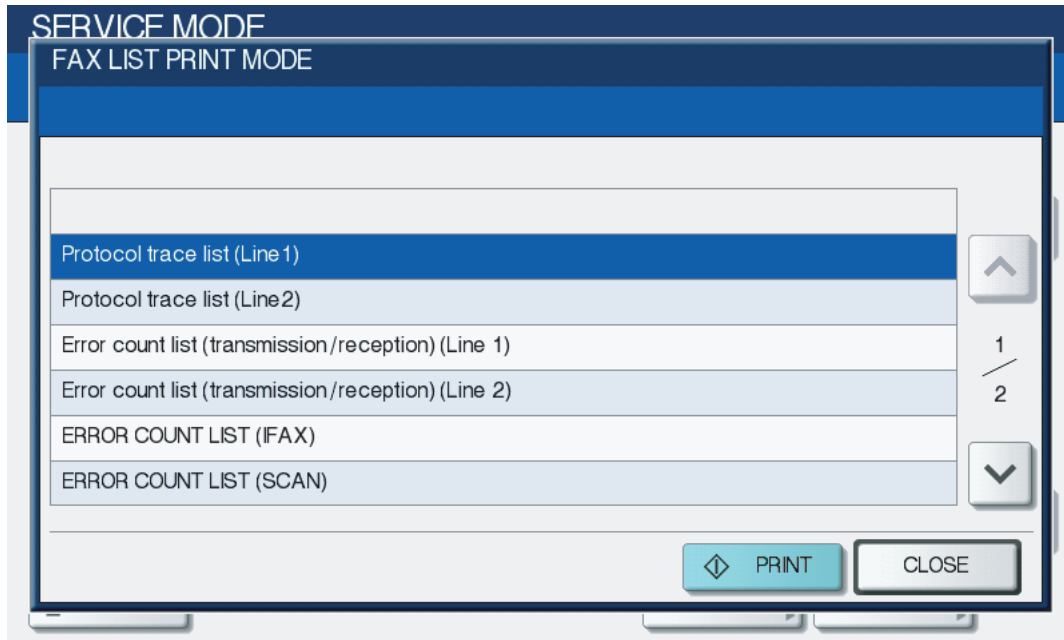 SERVICE MODE
FAX LIST PRINT MODE
Protocol trace list (Line1)
Protocol trace list (Line2)
Error count list (transmission/reception) (Line 1)
Error count list (transmission/reception) (Line 2)
ERROR COUNT LIST (IFAX)
ERROR COUNT LIST (SCAN)
1
2
PRINT
CLOSE